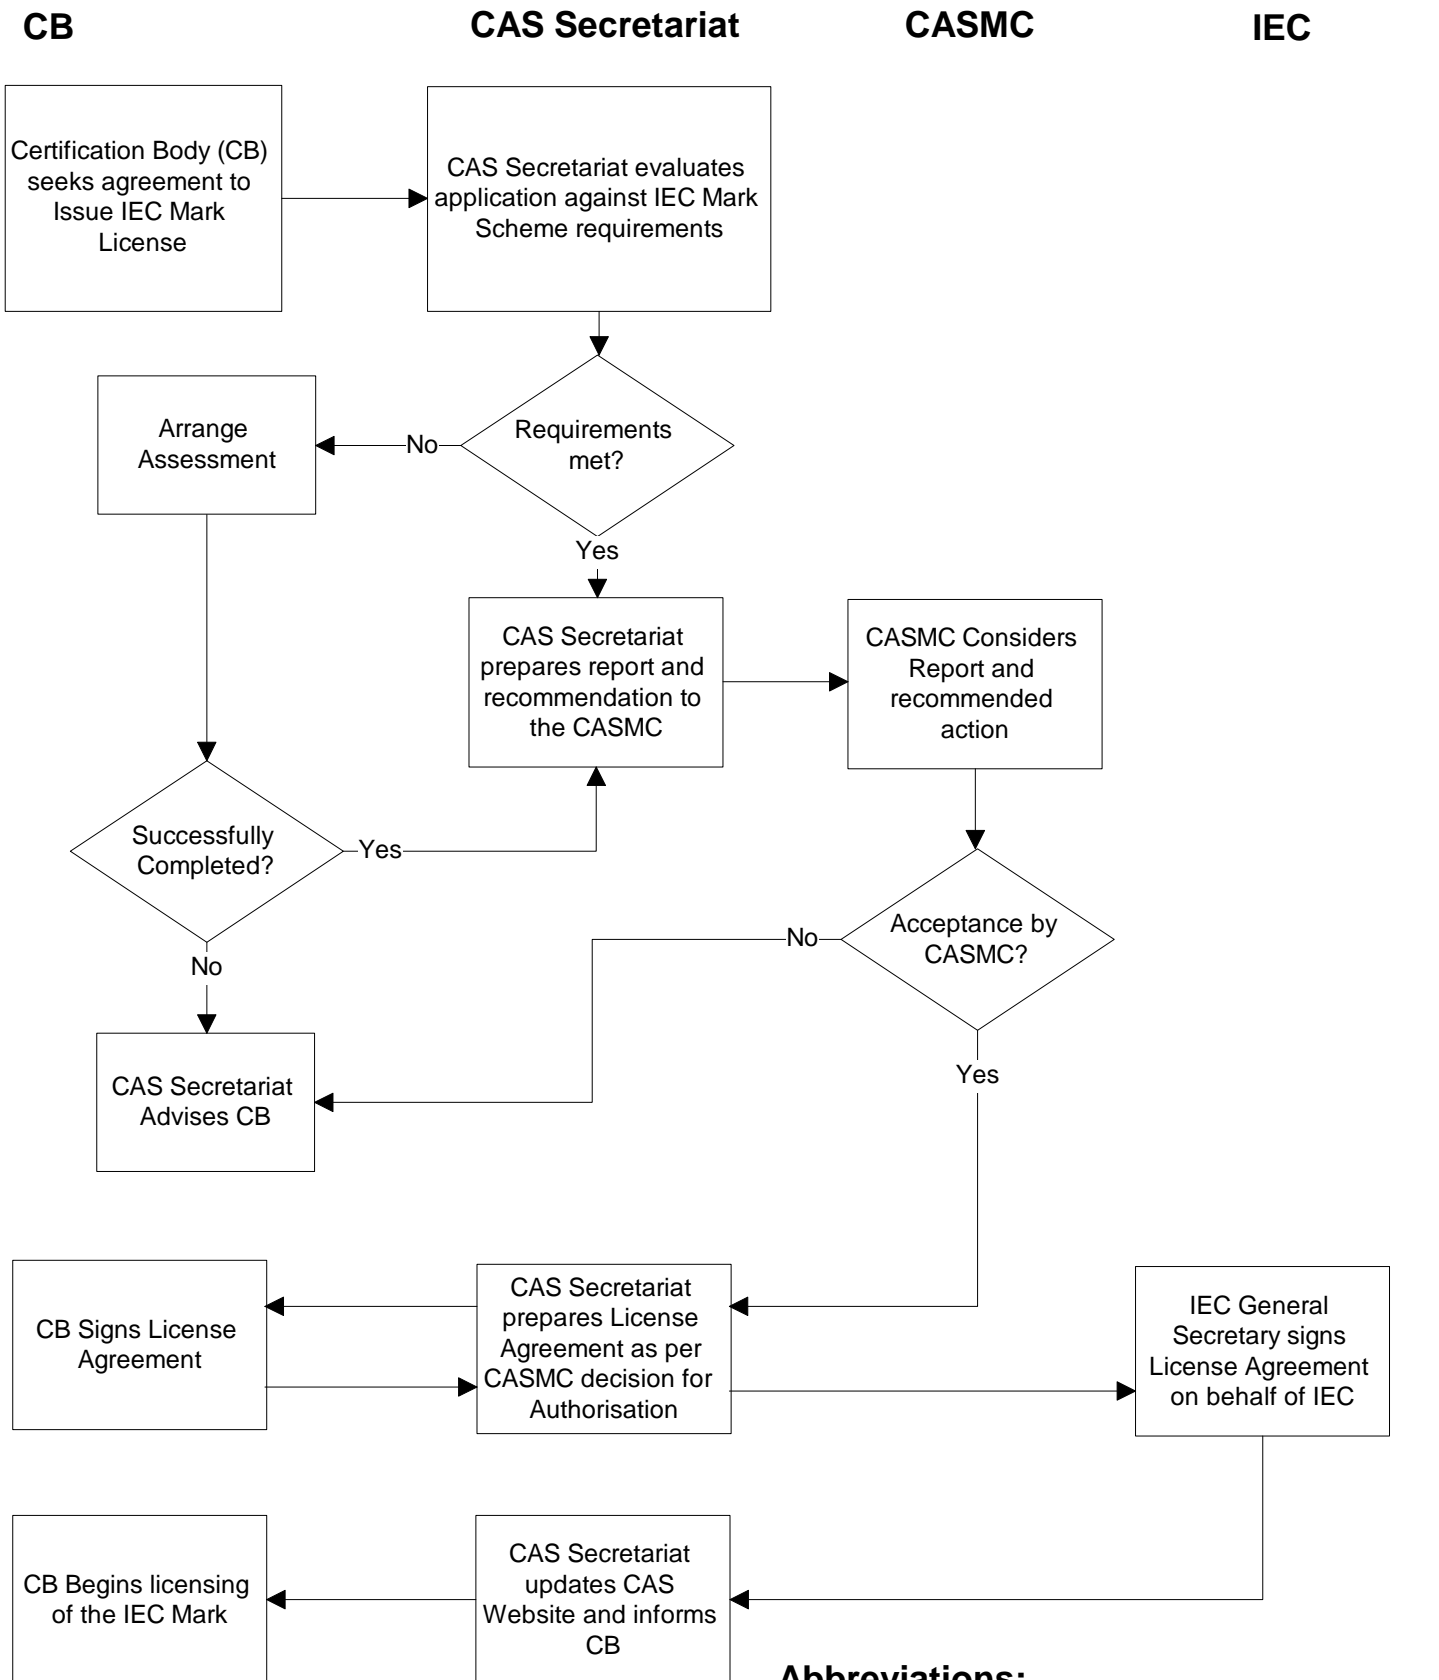 CB
CAS Secretariat
CASMC
IEC
Certification Body (CB)
seeks agreement to
Issue IEC Mark
License
CAS Secretariat evaluates
application against IEC Mark
Scheme requirements
Arrange
Assessment
No
Requirements
met?
Yes
CAS Secretariat
prepares report and
recommendation to
the CASMC
CASMC Considers
Report and
recommended
action
Successfully
Completed?
Yes
No
Acceptance by
CASMC?
No
Yes
CAS Secretariat
Advises CB
CB Signs License
Agreement
CAS Secretariat
prepares License
Agreement as per
CASMC decision for
Authorisation
IEC General
Secretary signs
License Agreement
on behalf of IEC
CB Begins licensing
of the IEC Mark
CAS Secretariat
updates CAS
Website and informs
CB
Abbreviations: